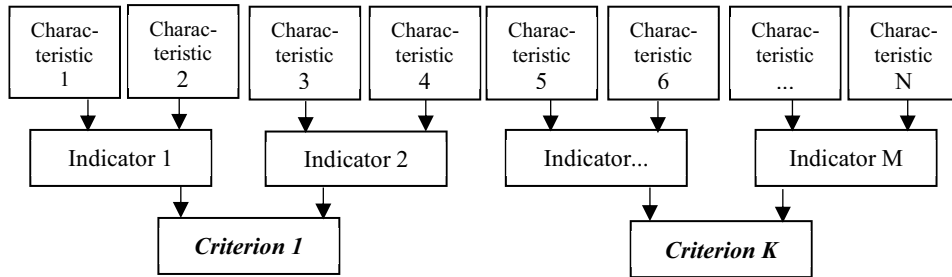 Charac-
teristic
1
Charac-
teristic
2
Charac-
teristic
3
Charac-
teristic
4
Charac-
teristic
5
Charac-
teristic
6
Charac-
teristic
...
Charac-
teristic
N
Indicator 1
Indicator 2
Indicator...
Indicator M
Criterion 1
Criterion K